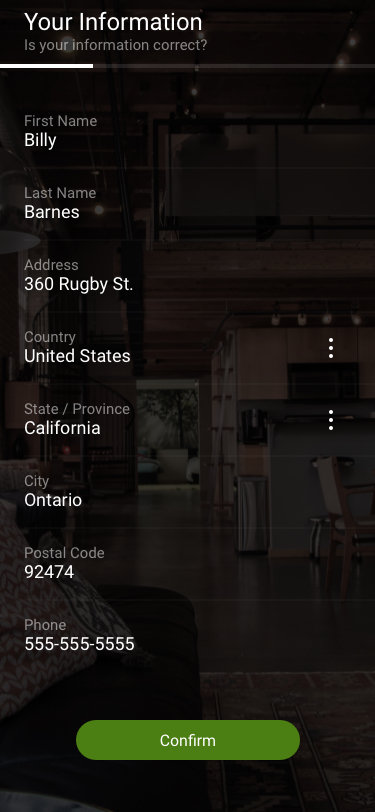 Your Information
Is your information correct?
First Name
Billy
Last Name
Barnes
Address
360 Rugby St.
Country
United States
State / Province
California
City
Ontario
Postal Code
92474
Phone
555-555-5555
Confirm